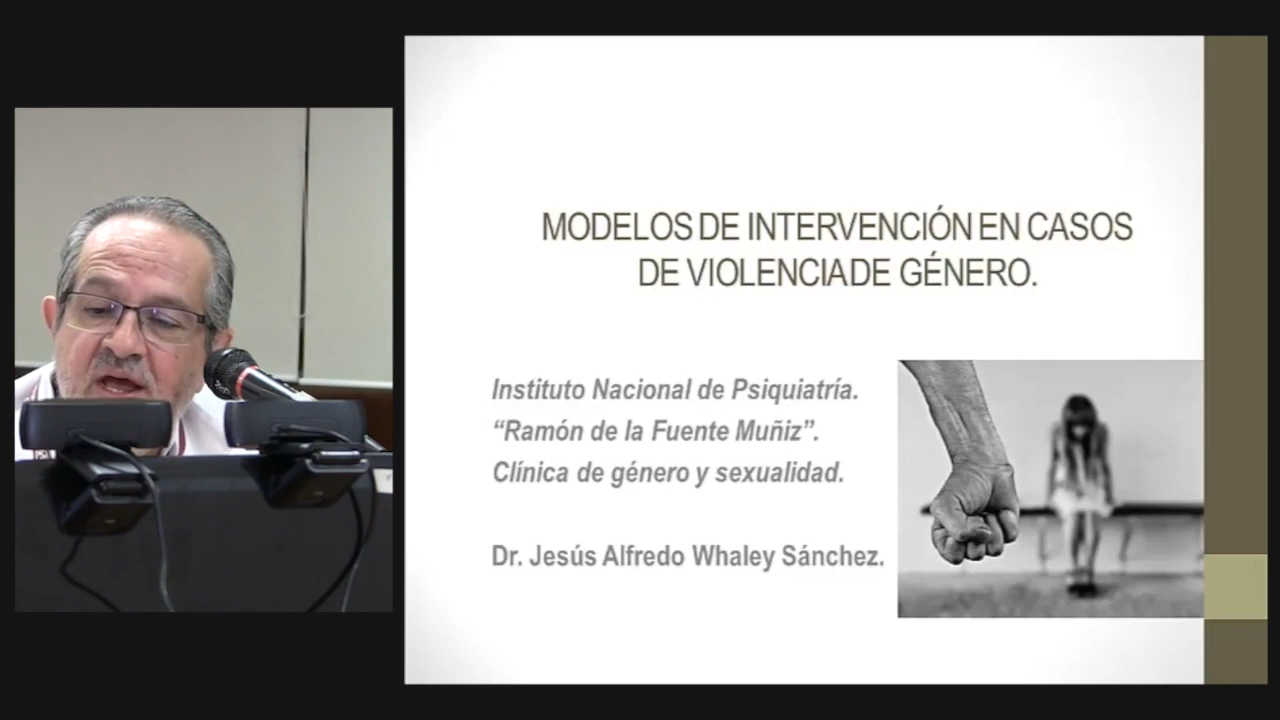 MODELOS DE INTERVENCIÓN EN CASOS
DE VIOLENCIADE GÉNERO.
Instituto Nacional de Psiquiatría.
“Ramón de la Fuente Muñiz”.
Clínica de género y sexualidad.
Dr. Jesús Alfredo Whaley Sánchez.